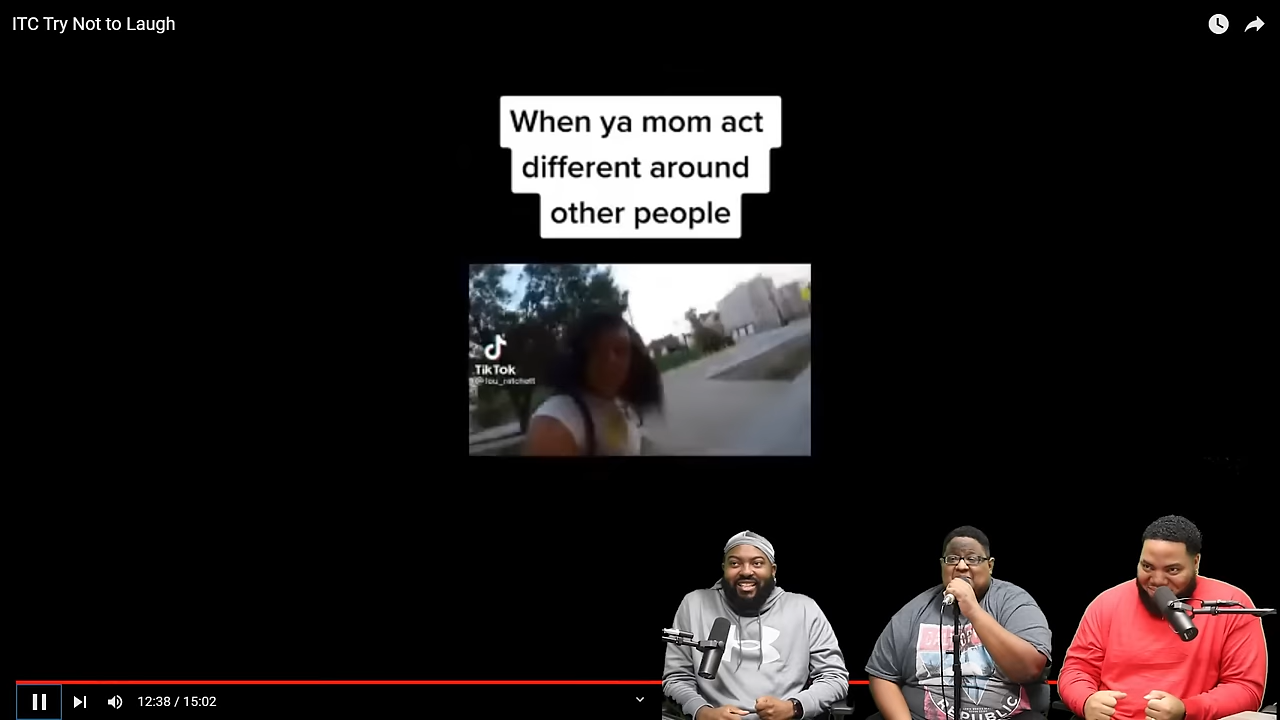 ITC Try Not to Laugh
When ya mom act
different around
other people
TikTok
12:38 / 15:02